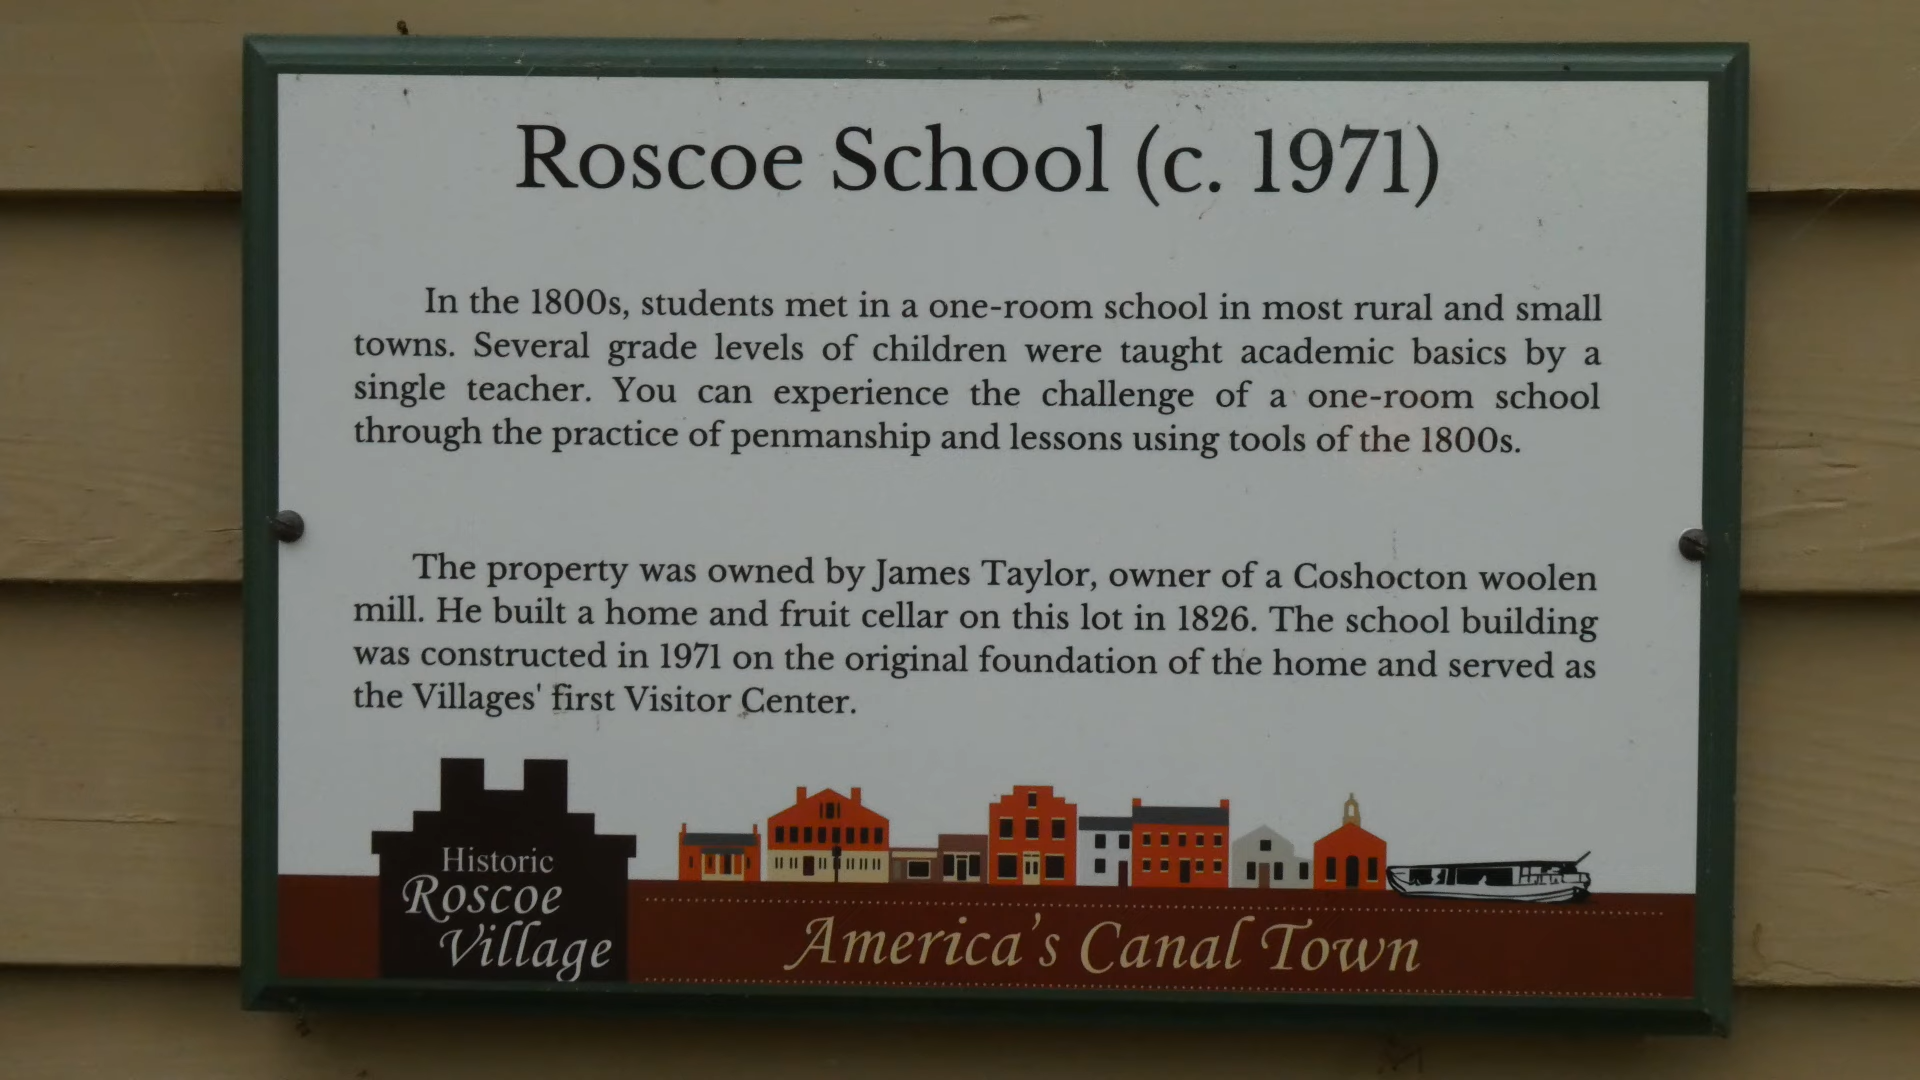 Roscoe School (c. 1971)
In the 1800s, students met in a one-room school in most rural and small
towns. Several grade levels of children were taught academic basics by a
single teacher. You can experience the challenge of a one-room school
through the practice of penmanship and lessons using tools of the 1800s.
The property was owned by James Taylor, owner of a Coshocton woolen
mill. He built a home and fruit cellar on this lot in 1826. The school building
was constructed in 1971 on the original foundation of the home and served as
the Villages' first Visitor Center.
Historic
Roscoe
Village
America's Canal Town